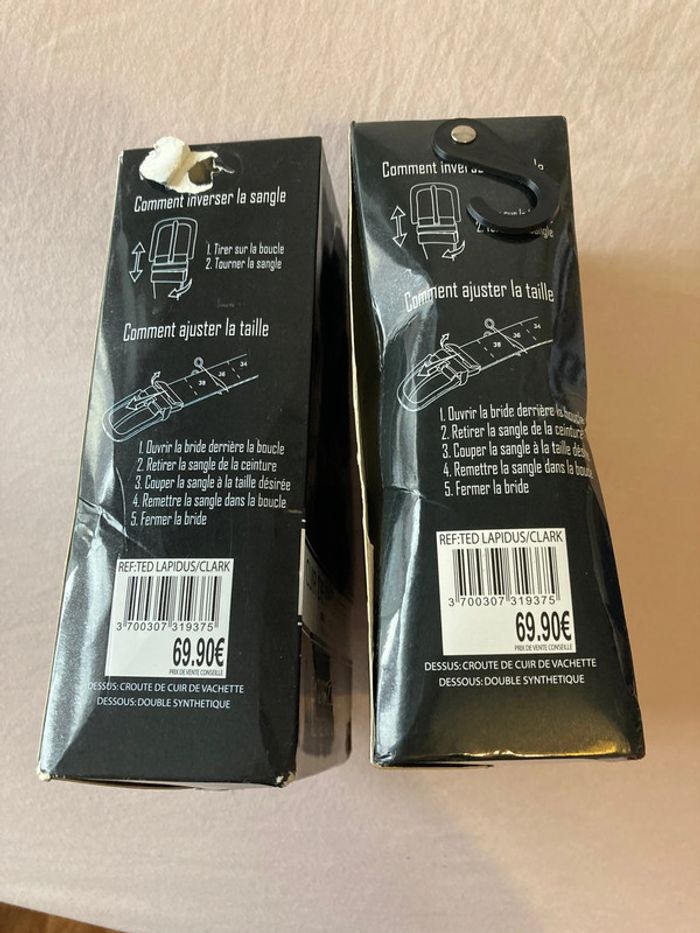 Comment inverser la sangle
1. Tirer sur la boucle
2. Tourner la sangle
Comment ajuster la taille
38 36 34
1. Ouvrir la bride derrière la boucle
2. Retirer la sangle de la ceinture
3. Couper la sangle à la taille désirée
4. Remettre la sangle dans la boucle
5. Fermer la bride
REF:TED LAPIDUS/CLARK
3 700307 319375
69.90€
PRIX DE VENTE CONSEILLE
DESSUS: CROUTE DE CUIR DE VACHETTE
DESSOUS: DOUBLE SYNTHETIQUE
Comment la
sur la
2. sangle
Comment ajuster la taille
38 36 34
1. Ouvrir la bride derrière la boucle
2. Retirer la sangle de la ceinture
3. Couper la sangle à la taille
4. Remettre la sangle dans la boucle
5. Fermer la bride
REF:TED LAPIDUS/CLARK
3 700307 319375
69.90€
PRIX DE VENTE CONSEILLE
DESSUS: CROUTE DE CUIR DE VACHETTE
DESSOUS: DOUBLE SYNTHETIQUE